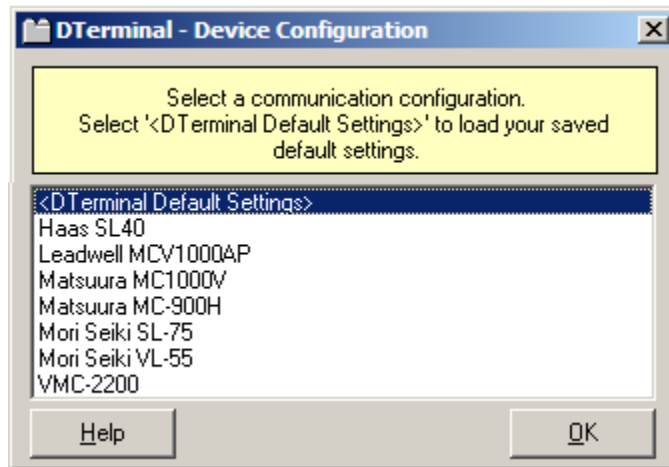 DTerminal - Device Configuration
Select a communication configuration.
Select '<DTerminal Default Settings>' to load your saved
default settings.
<DTerminal Default Settings>
Haas SL40
Leadwell MCV1000AP
Matsuura MC1000V
Matsuura MC-900H
Mori Seiki SL-75
Mori Seiki VL-55
VMC-2200
Help
OK